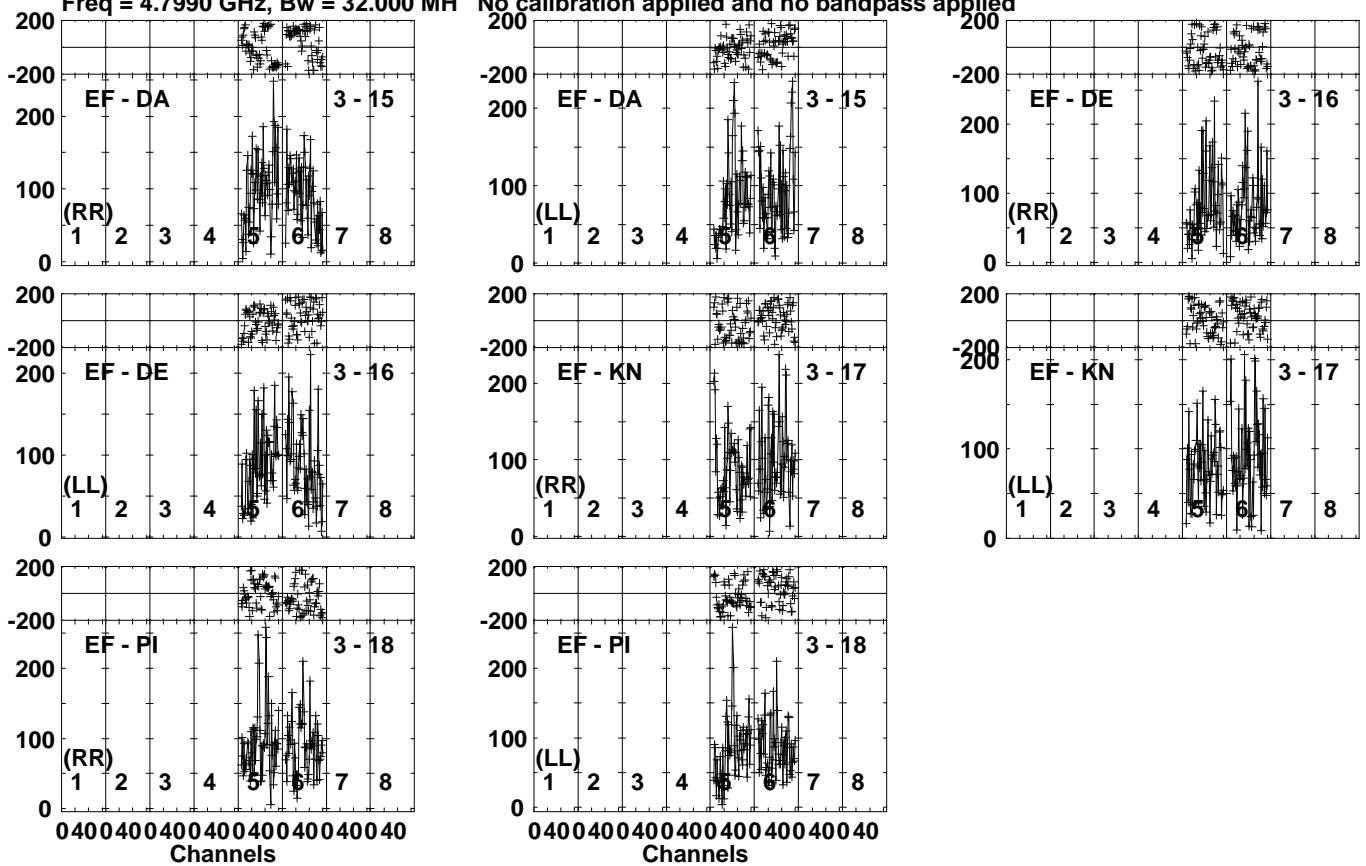 Freq = 4.7990 GHz, Bw = 32.000 MH No calibration applied and no bandpass applied
200
-200
EF - DA 3 - 15
200
100
(RR)
1 2 3 4 5 6 7 8
0
200
-200
EF - DA 3 - 15
200
100
(LL)
1 2 3 4 5 6 7 8
0
200
-200
EF - DE 3 - 16
200
100
(RR)
1 2 3 4 5 6 7 8
0
200
-200
EF - DE 3 - 16
200
100
(LL)
1 2 3 4 5 6 7 8
0
200
-200
EF - KN 3 - 17
200
100
(RR)
1 2 3 4 5 6 7 8
0
200
-200
EF - KN 3 - 17
200
100
(LL)
1 2 3 4 5 6 7 8
0
200
-200
EF - PI 3 - 18
200
100
(RR)
1 2 3 4 5 6 7 8
0
0 40 0 40 0 40 0 40 0 40 0 40 0 40 0 40
Channels
200
-200
EF - PI 3 - 18
200
100
(LL)
1 2 3 4 5 6 7 8
0
0 40 0 40 0 40 0 40 0 40 0 40 0 40 0 40
Channels